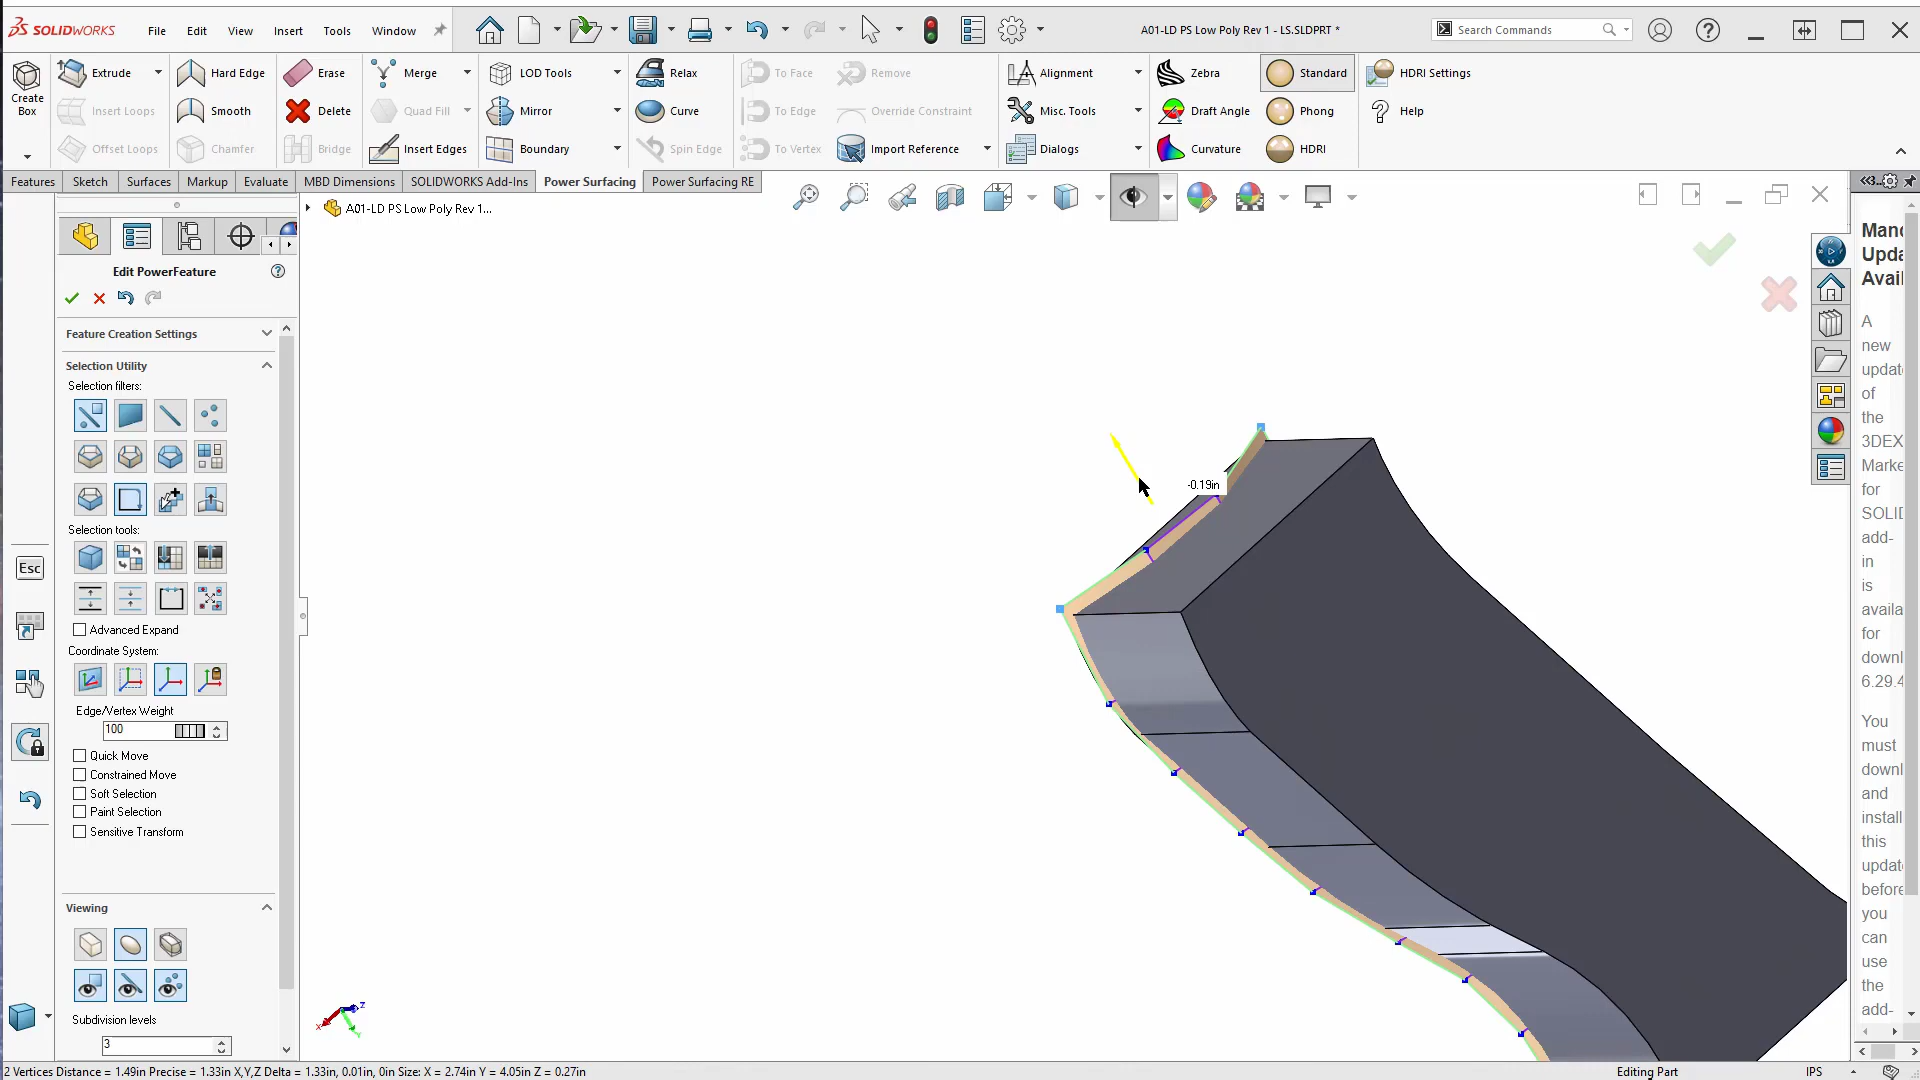 SOLIDWORKS File Edit View Insert Tools Window A01-LD PS Low Poly Rev 1 - LS.SLDPRT * Search Commands
Create Box
Extrude Hard Edge Erase Merge LOD Tools Relax To Face Remove Alignment Zebra Standard HDRI Settings
Insert Loops Smooth Delete Quad Fill Mirror Curve To Edge Override Constraint Misc. Tools Draft Angle Phong Help
Offset Loops Chamfer Bridge Insert Edges Boundary Spin Edge To Vertex Import Reference Dialogs Curvature HDRI
Features Sketch Surfaces Markup Evaluate MBD Dimensions SOLIDWORKS Add-Ins Power Surfacing Power Surfacing RE
A01-LD PS Low Poly Rev 1...
Edit PowerFeature
Feature Creation Settings
Selection Utility
Selection filters:
Selection tools:
Esc
Advanced Expand
Coordinate System:
Edge/Vertex Weight
100
Quick Move
Constrained Move
Soft Selection
Paint Selection
Sensitive Transform
Viewing
Subdivision levels
3
-0.19in
X
Y
Z
A
new
of
the
for
add-
in
is
for
6.29.4
You
must
and
install
this
before
you
can
use
the
add-
2 Vertices Distance = 1.49in Precise = 1.33in X,Y,Z Delta = 1.33in, 0.01in, 0in Size: X = 2.74in Y = 4.05in Z = 0.27in Editing Part IPS